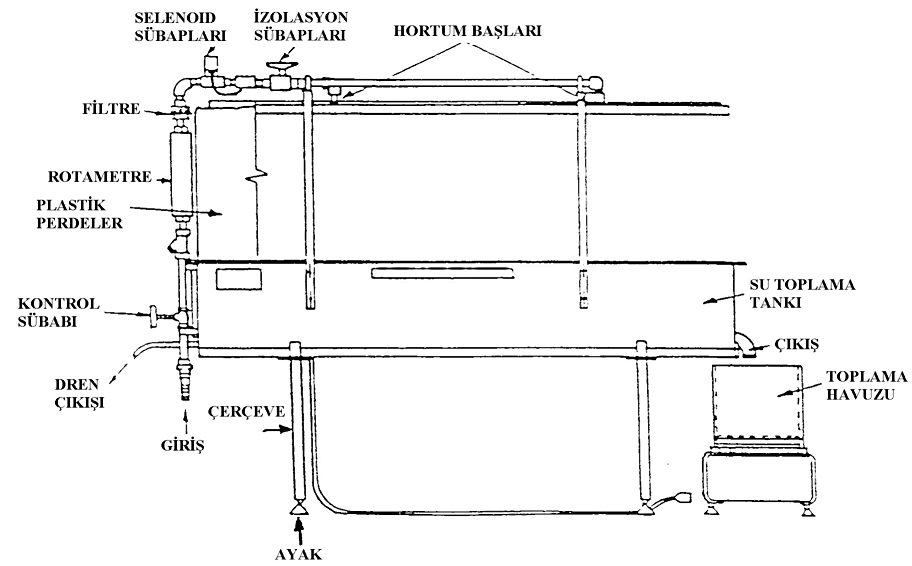 SELENOID
SÜBAPLARI
İZOLASYON
SÜBAPLARI
HORTUM BAŞLARI
FİLTRE
ROTAMETRE
PLASTİK
PERDELER
SU TOPLAMA
TANKI
KONTROL
SÜBABI
ÇIKIŞ
DREN
ÇIKIŞI
TOPLAMA
HAVUZU
ÇERÇEVE
GİRİŞ
AYAK